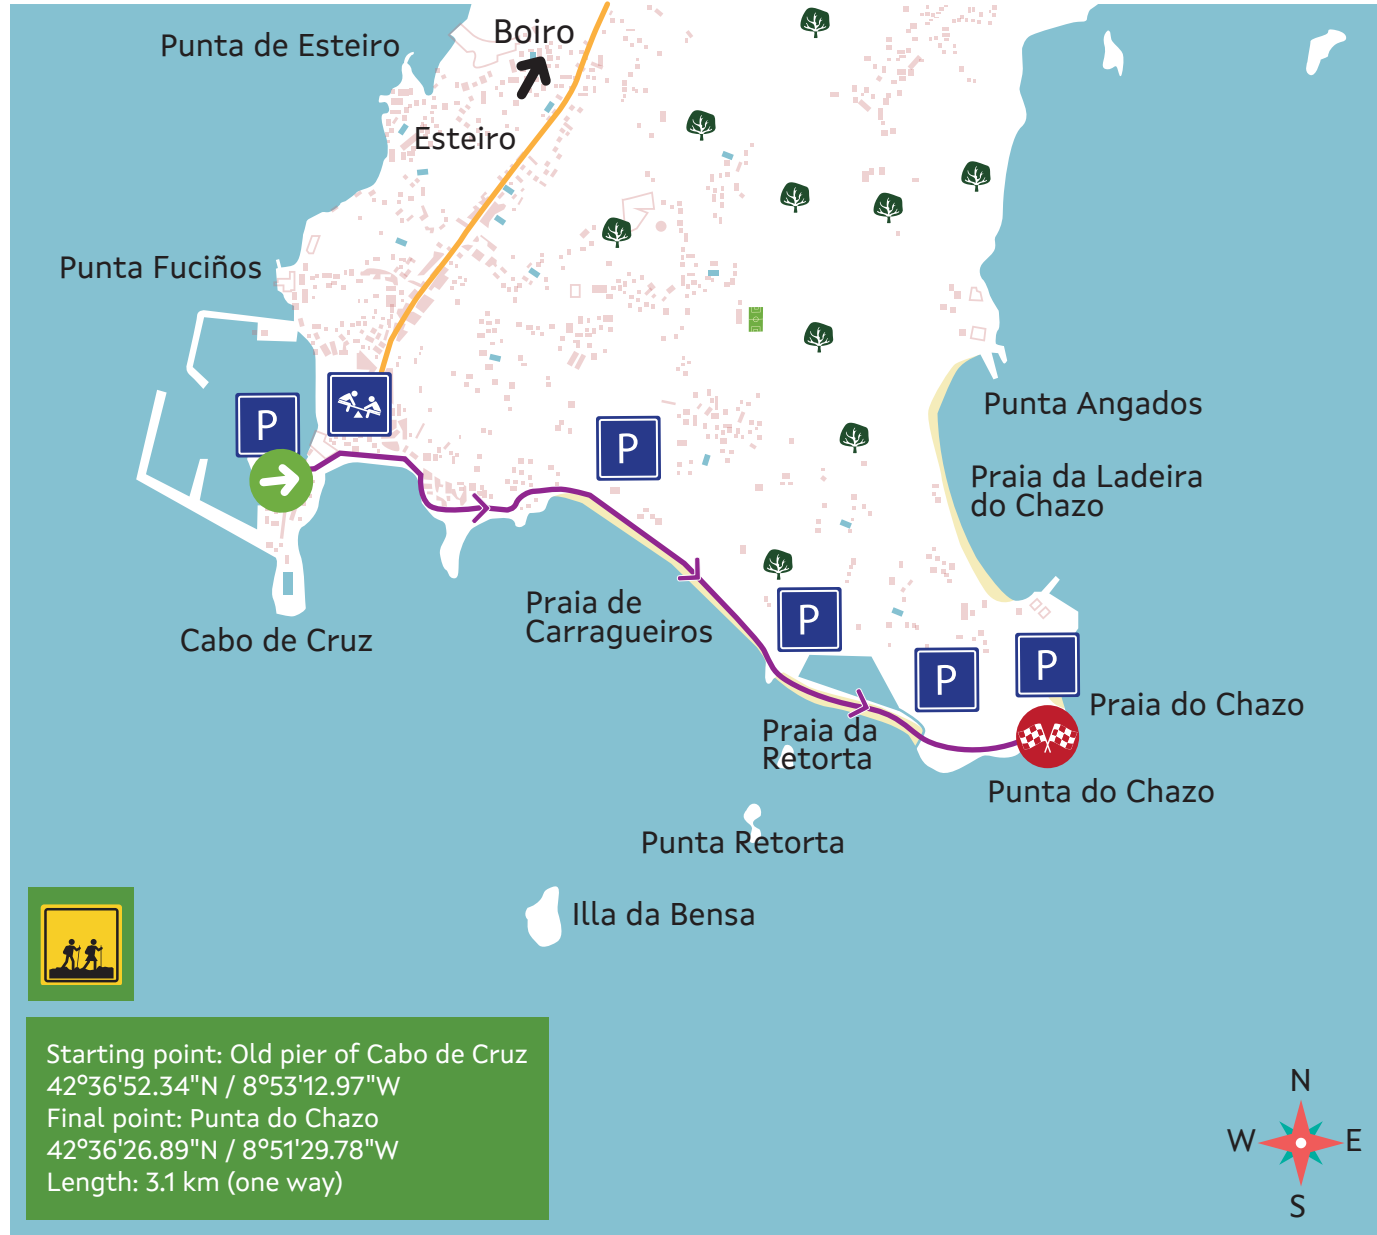 Boiro
Punta de Esteiro
Esteiro
Punta Fuciños
P
P
Punta Angados
Praia da Ladeira
do Chazo
Praia de
Carragueiros
Cabo de Cruz
P
P
P
Praia do Chazo
Praia da
Retorta
Punta do Chazo
Punta Retorta
Illa da Bensa
Starting point: Old pier of Cabo de Cruz
42°36'52.34"N / 8°53'12.97"W
Final point: Punta do Chazo
42°36'26.89"N / 8°51'29.78"W
Length: 3.1 km (one way)
N
W E
S